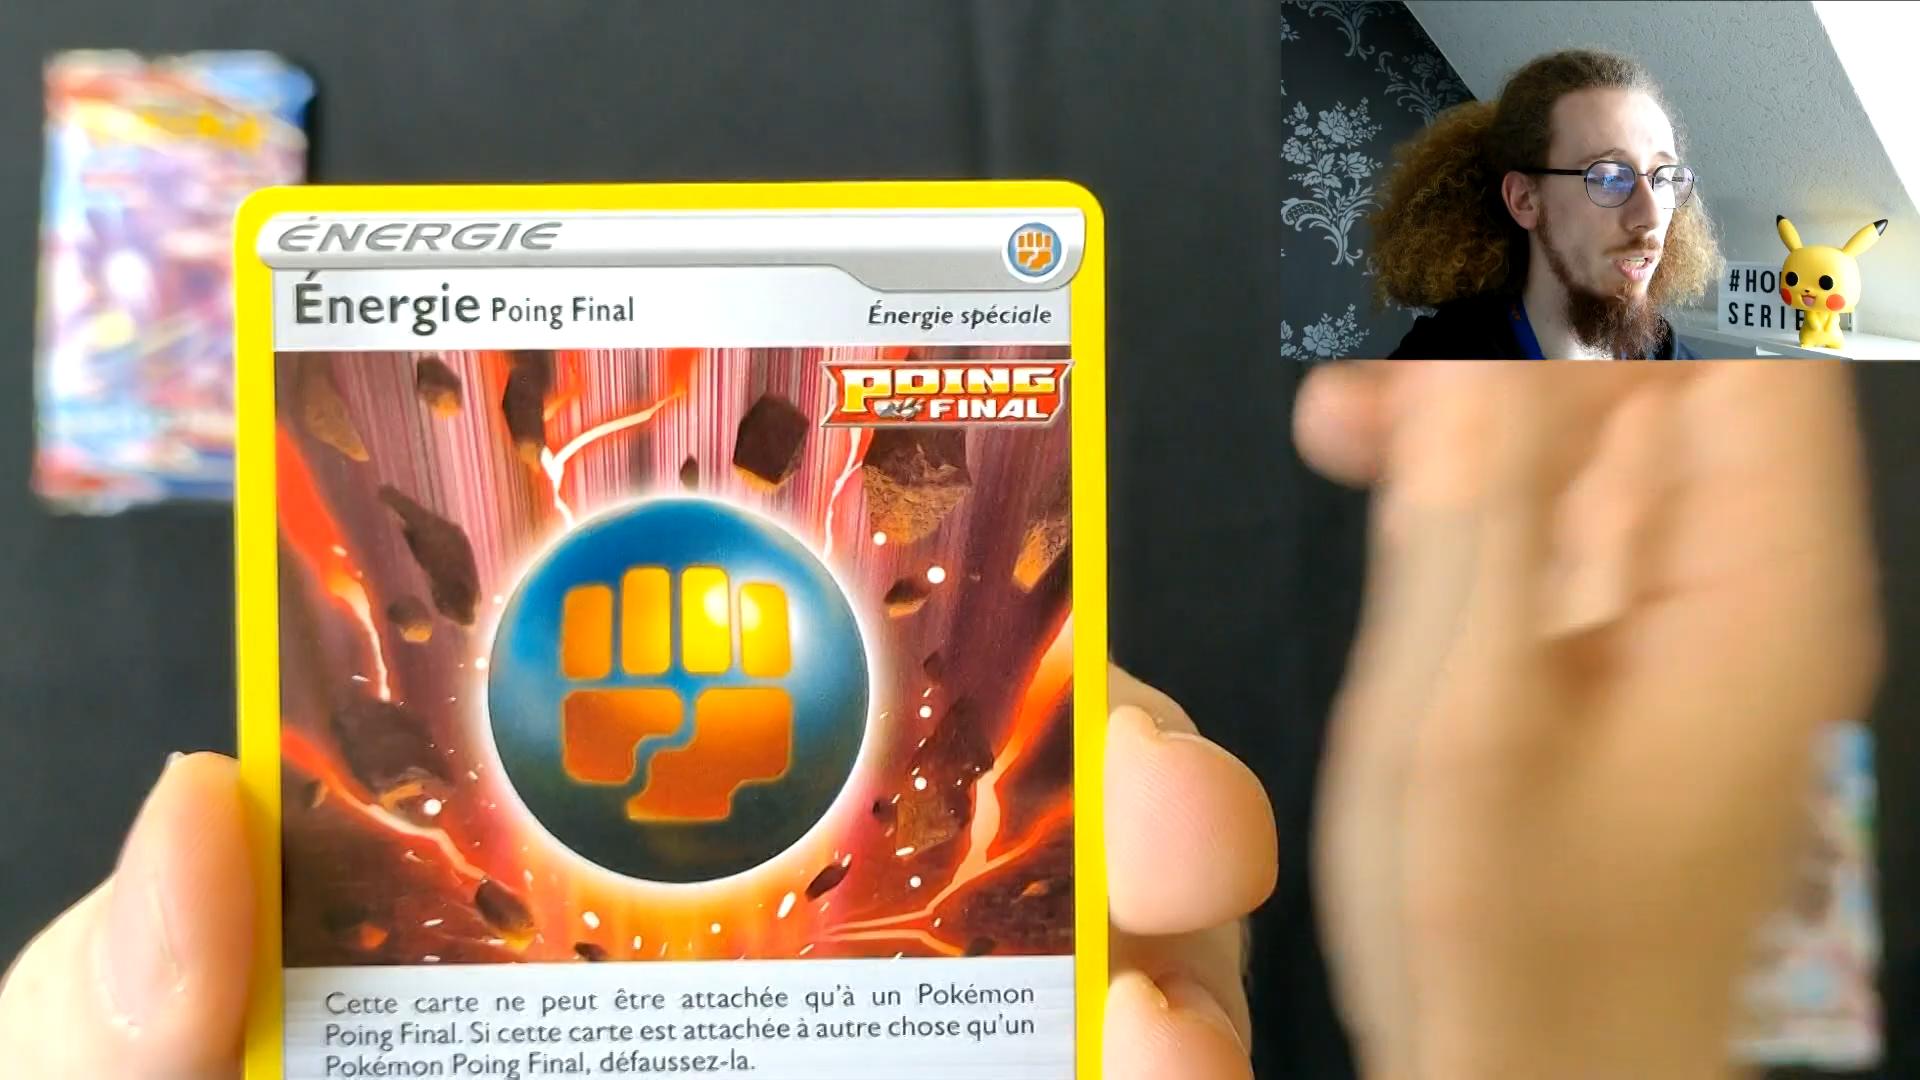 ÉNERGIE
Énergie Poing Final
Énergie spéciale
POING
FINAL
Cette carte ne peut être attachée qu'à un Pokémon
Poing Final. Si cette carte est attachée à autre chose qu'un
Pokémon Poing Final, défaussez-la.
#HO
SERIE